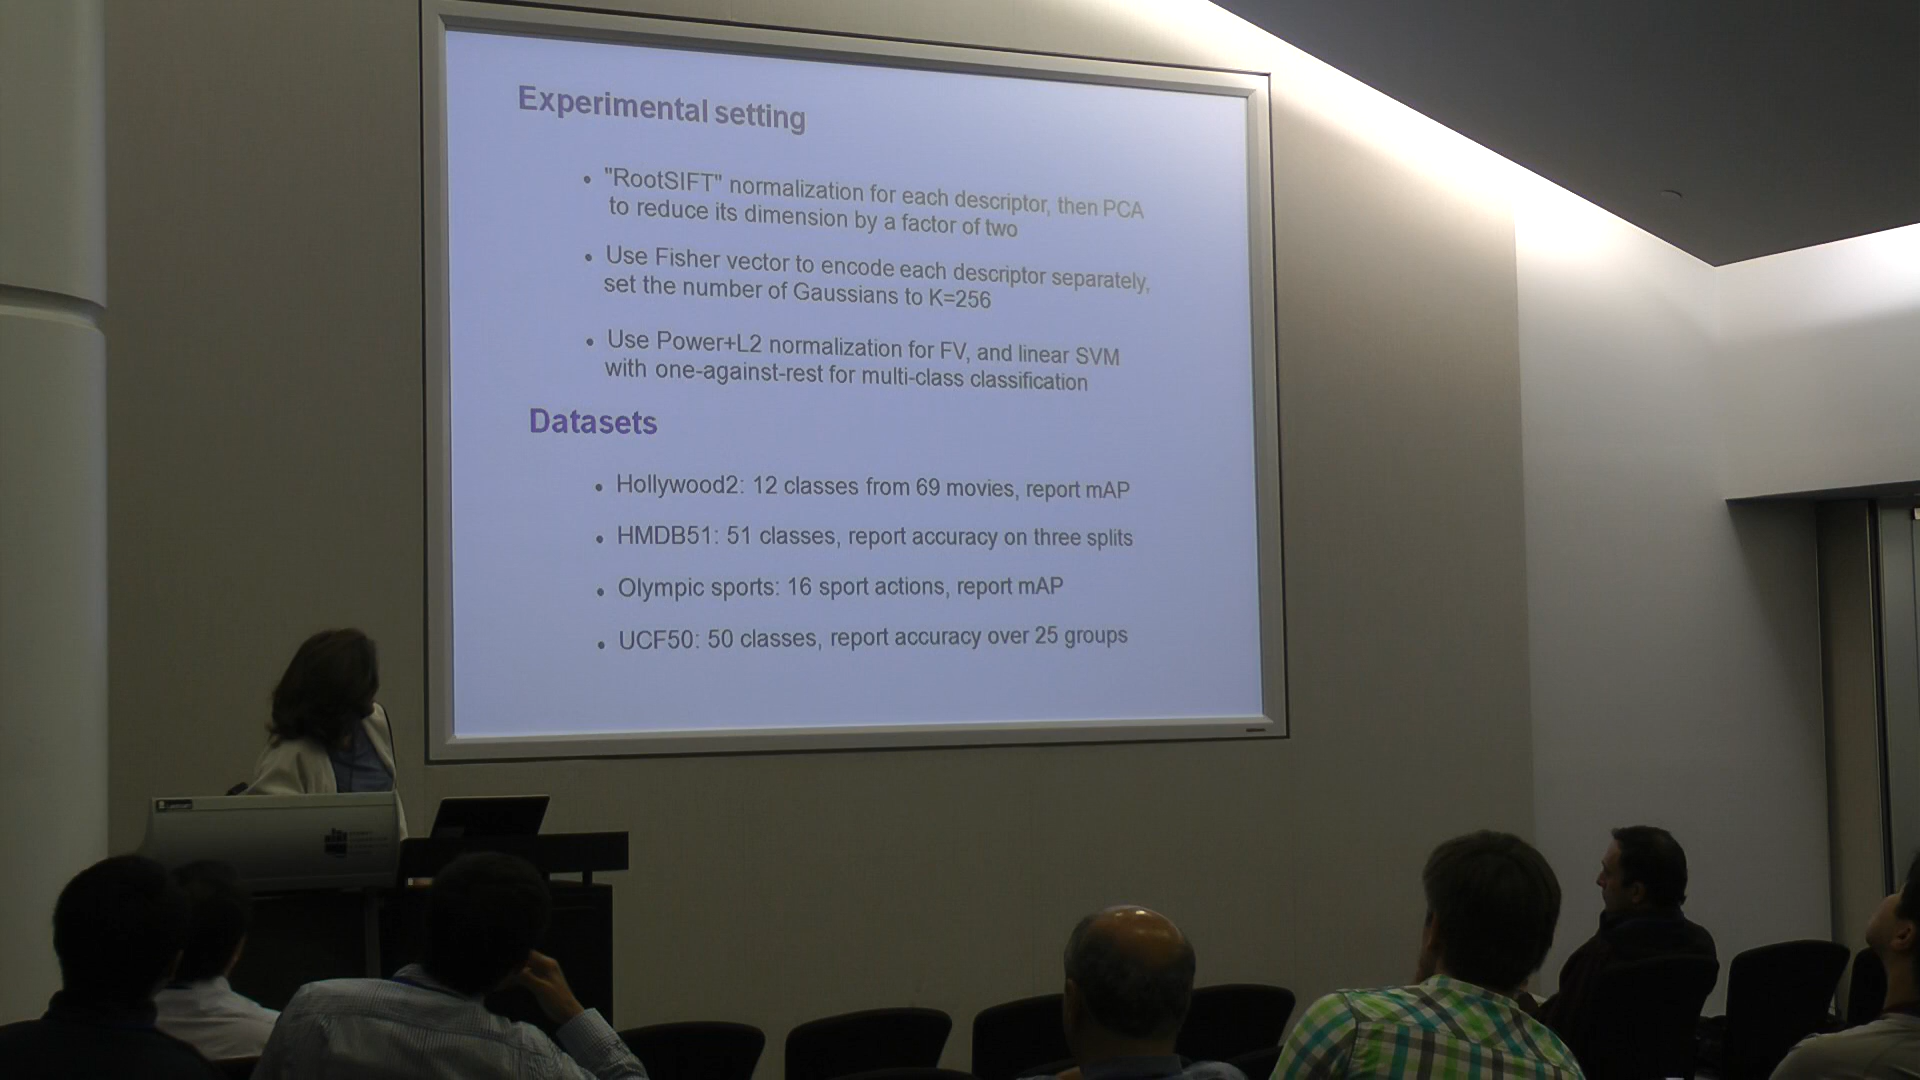 Experimental setting
• "RootSIFT" normalization for each descriptor, then PCA
to reduce its dimension by a factor of two
• Use Fisher vector to encode each descriptor separately,
set the number of Gaussians to K=256
• Use Power+L2 normalization for FV, and linear SVM
with one-against-rest for multi-class classification
Datasets
• Hollywood2: 12 classes from 69 movies, report mAP
• HMDB51: 51 classes, report accuracy on three splits
• Olympic sports: 16 sport actions, report mAP
• UCF50: 50 classes, report accuracy over 25 groups